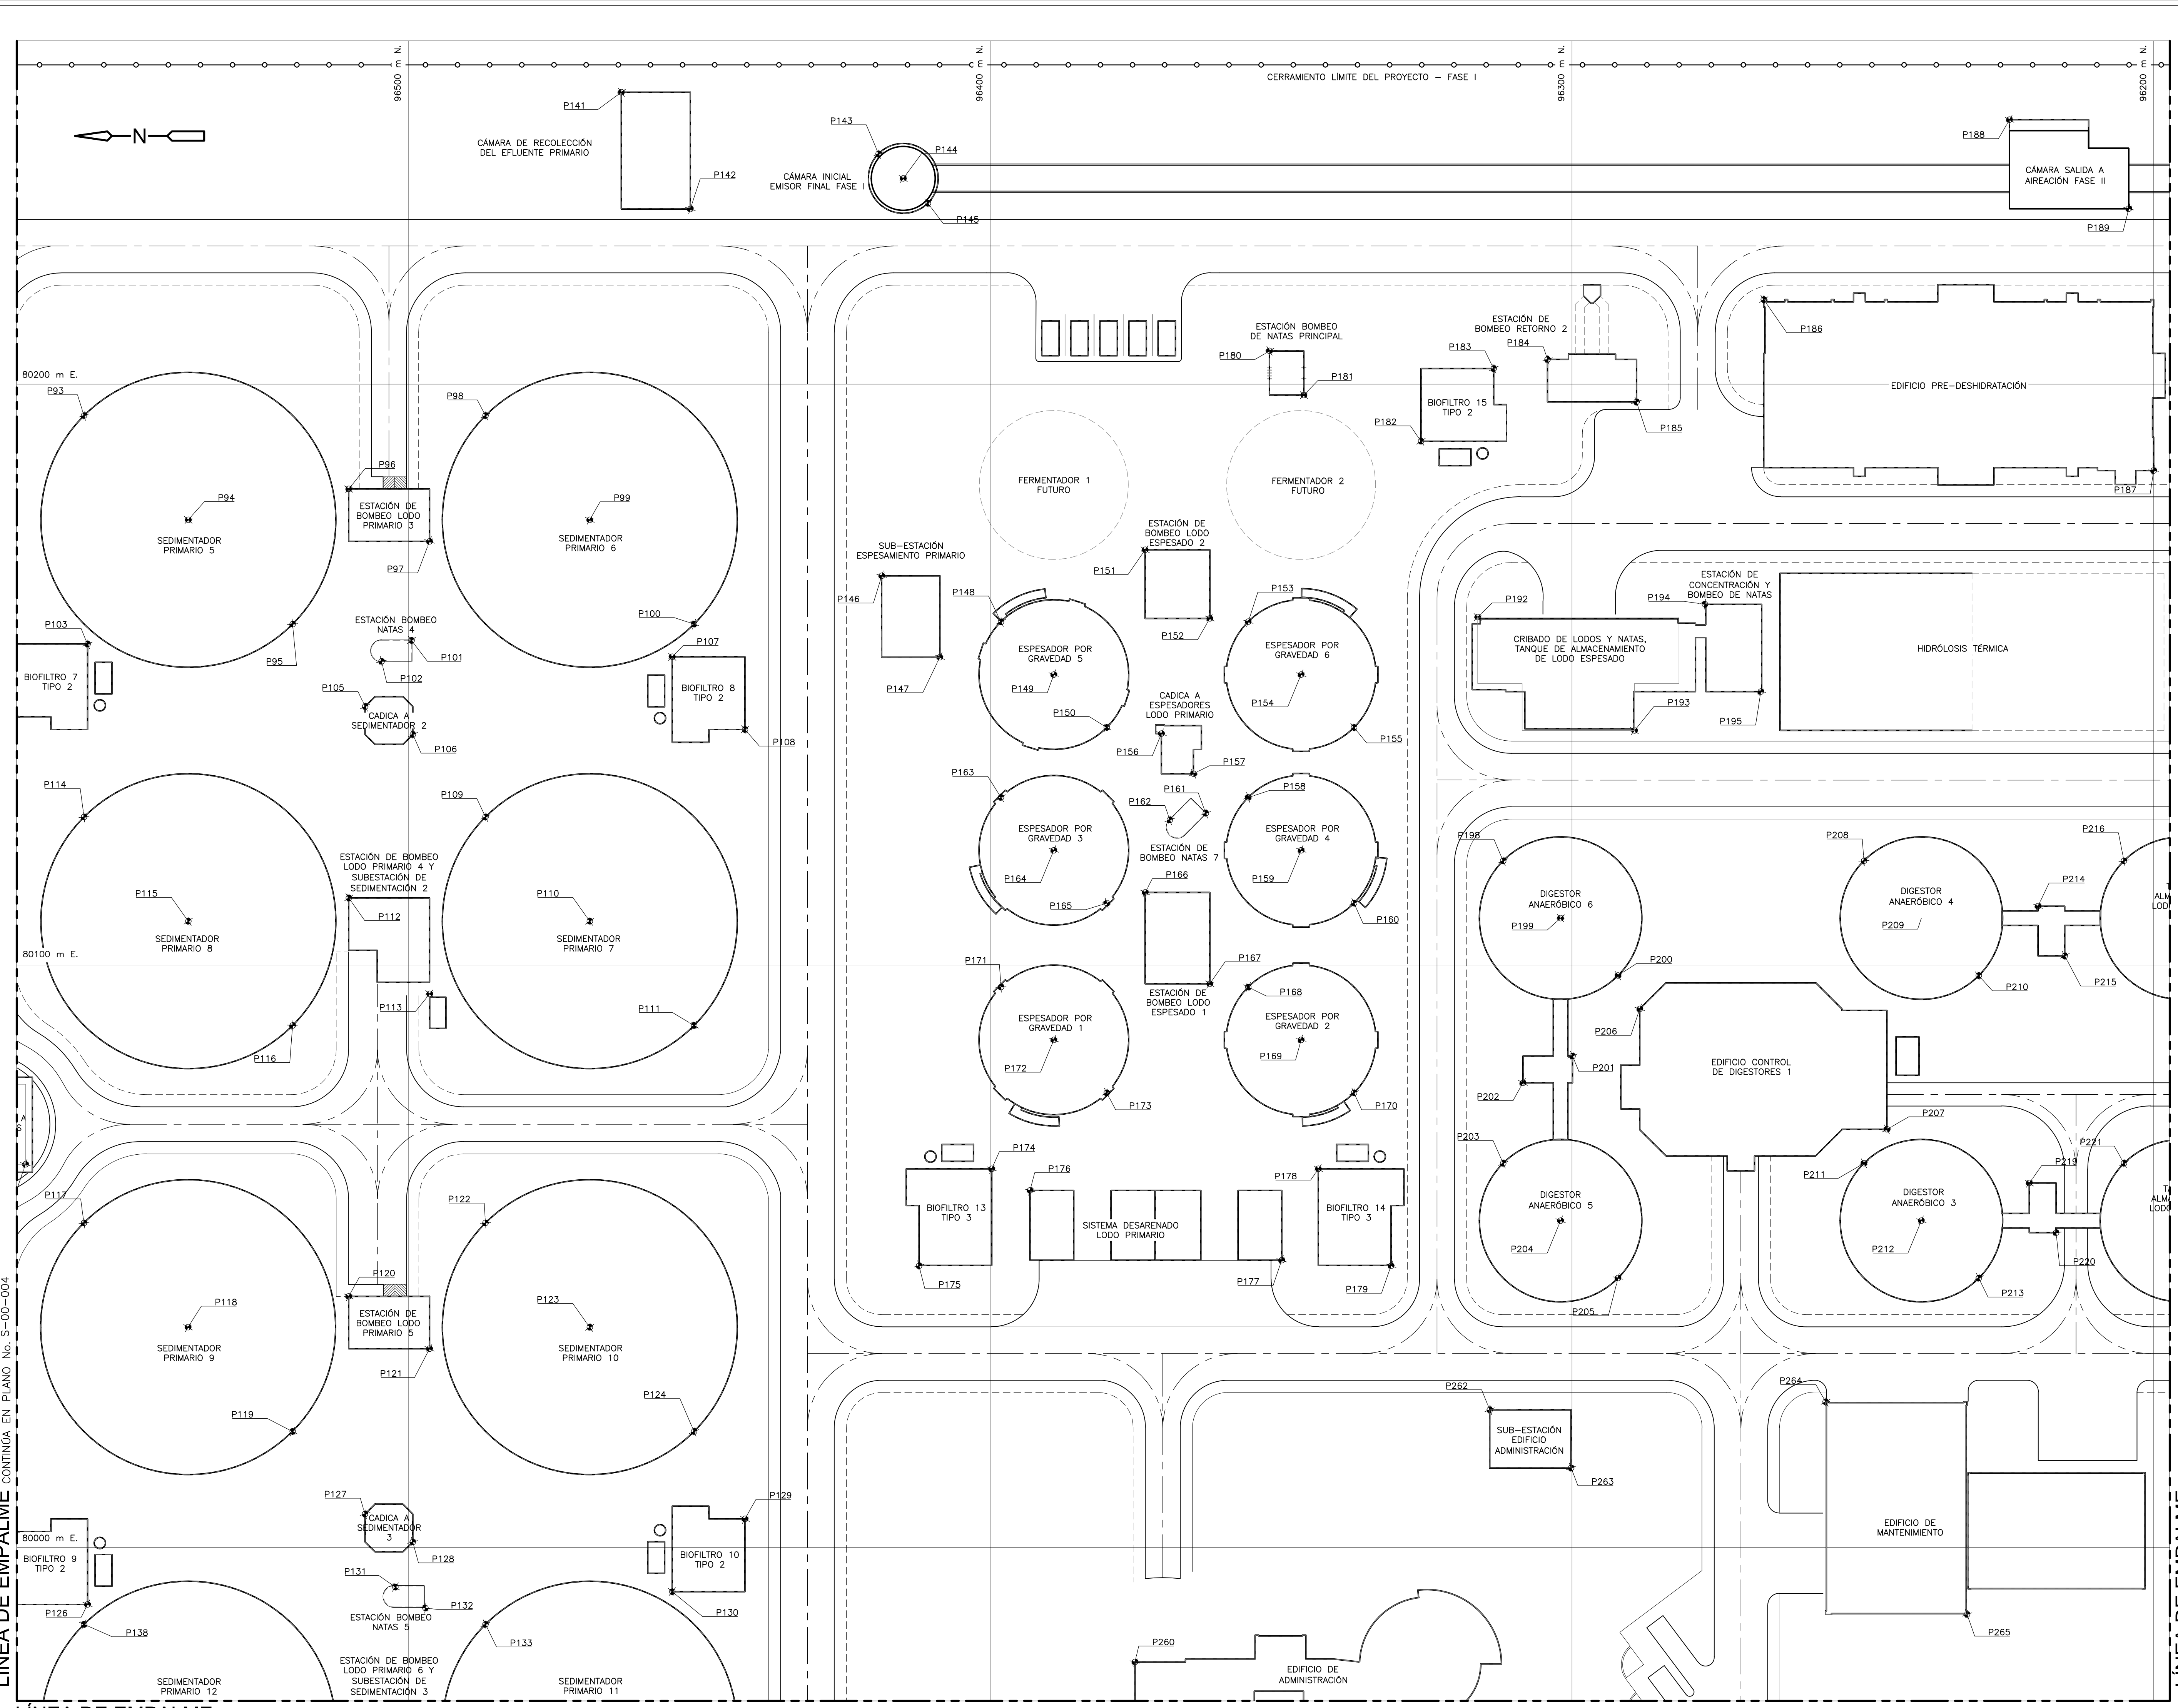 96500 N.
E
96400 N.
E
96300 N.
E
96200 N.
E
CERRAMIENTO LÍMITE DEL PROYECTO - FASE I
N
P141
CÁMARA DE RECOLECCIÓN
DEL EFLUENTE PRIMARIO
P142
P143
P144
CÁMARA INICIAL
EMISOR FINAL FASE I
P145
P188
CÁMARA SALIDA A
AIREACIÓN FASE II
P189
80200 m E.
P93
P94
SEDIMENTADOR
PRIMARIO 5
P95
P96
ESTACIÓN DE
BOMBEO LODO
PRIMARIO 3
P97
P98
P99
SEDIMENTADOR
PRIMARIO 6
P100
ESTACIÓN BOMBEO
NATAS 4
P101
P102
P103
BIOFILTRO 7
TIPO 2
P105
CADICA A
SEDIMENTADOR 2
P106
P107
BIOFILTRO 8
TIPO 2
P108
P114
P115
SEDIMENTADOR
PRIMARIO 8
P116
P109
P110
SEDIMENTADOR
PRIMARIO 7
P111
ESTACIÓN DE BOMBEO
LODO PRIMARIO 4 Y
SUBESTACIÓN DE
SEDIMENTACIÓN 2
P112
P113
80100 m E.
A
S
P117
P118
SEDIMENTADOR
PRIMARIO 9
P119
P120
ESTACIÓN DE
BOMBEO LODO
PRIMARIO 5
P121
P122
P123
SEDIMENTADOR
PRIMARIO 10
P124
P127
CADICA A
SEDIMENTADOR
3
P128
P129
BIOFILTRO 10
TIPO 2
P130
80000 m E.
BIOFILTRO 9
TIPO 2
P126
P138
P131
P132
ESTACIÓN BOMBEO
NATAS 5
P133
SEDIMENTADOR
PRIMARIO 12
ESTACIÓN DE BOMBEO
LODO PRIMARIO 6 Y
SUBESTACIÓN DE
SEDIMENTACIÓN 3
SEDIMENTADOR
PRIMARIO 11
ESTACIÓN BOMBEO
DE NATAS PRINCIPAL
P180
P181
P182
P183
BIOFILTRO 15
TIPO 2
ESTACIÓN DE
BOMBEO RETORNO 2
P184
P185
P186
EDIFICIO PRE-DESHIDRATACIÓN
P187
FERMENTADOR 1
FUTURO
FERMENTADOR 2
FUTURO
SUB-ESTACIÓN
ESPESAMIENTO PRIMARIO
P146
P147
P148
ESPESADOR POR
GRAVEDAD 5
P149
P150
ESTACIÓN DE
BOMBEO LODO
ESPESADO 2
P151
P152
P153
ESPESADOR POR
GRAVEDAD 6
P154
P155
CADICA A
ESPESADORES
LODO PRIMARIO
P156
P157
P163
ESPESADOR POR
GRAVEDAD 3
P164
P165
P161
P162
ESTACIÓN DE
BOMBEO NATAS 7
P158
ESPESADOR POR
GRAVEDAD 4
P159
P160
P166
P167
ESTACIÓN DE
BOMBEO LODO
ESPESADO 1
P171
ESPESADOR POR
GRAVEDAD 1
P172
P173
P168
ESPESADOR POR
GRAVEDAD 2
P169
P170
P174
BIOFILTRO 13
TIPO 3
P175
P176
SISTEMA DESARENADO
LODO PRIMARIO
P177
P178
BIOFILTRO 14
TIPO 3
P179
P192
CRIBADO DE LODOS Y NATAS,
TANQUE DE ALMACENAMIENTO
DE LODO ESPESADO
P193
ESTACIÓN DE
CONCENTRACIÓN Y
BOMBEO DE NATAS
P194
P195
HIDRÓLOSIS TÉRMICA
P198
DIGESTOR
ANAERÓBICO 6
P199
P200
P201
P202
P203
DIGESTOR
ANAERÓBICO 5
P204
P205
P206
EDIFICIO CONTROL
DE DIGESTORES 1
P207
P208
DIGESTOR
ANAERÓBICO 4
P209
P210
P214
P215
P216
T
ALM
LOD
P211
DIGESTOR
ANAERÓBICO 3
P212
P213
P219
P220
P221
T
ALMA
LODO
P262
SUB-ESTACIÓN
EDIFICIO
ADMINISTRACIÓN
P263
P264
EDIFICIO DE
MANTENIMIENTO
P265
P260
EDIFICIO DE
ADMINISTRACIÓN
LÍNEA DE EMPALME CONTINÚA EN PLANO No. S-00-004
LÍNEA DE EMPALME
LÍNEA DE EMPALME